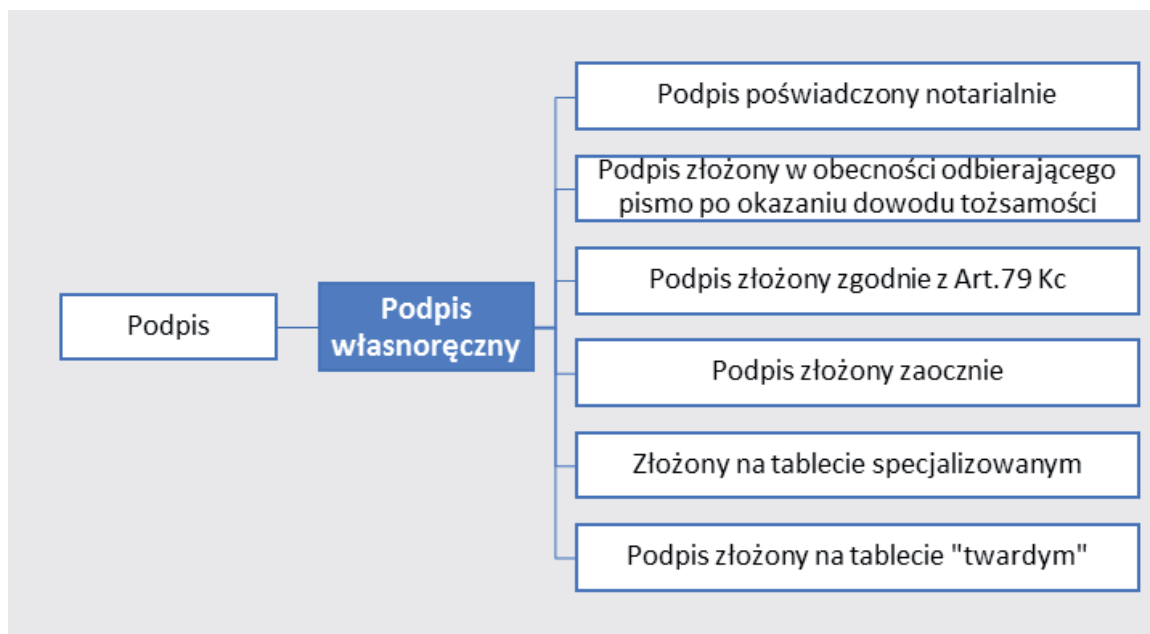 Podpis
Podpis
własnoręczny
Podpis poświadczony notarialnie
Podpis złożony w obecności odbierającego
pismo po okazaniu dowodu tożsamości
Podpis złożony zgodnie z Art.79 Kc
Podpis złożony zaocznie
Złożony na tablecie specjalizowanym
Podpis złożony na tablecie "twardym"